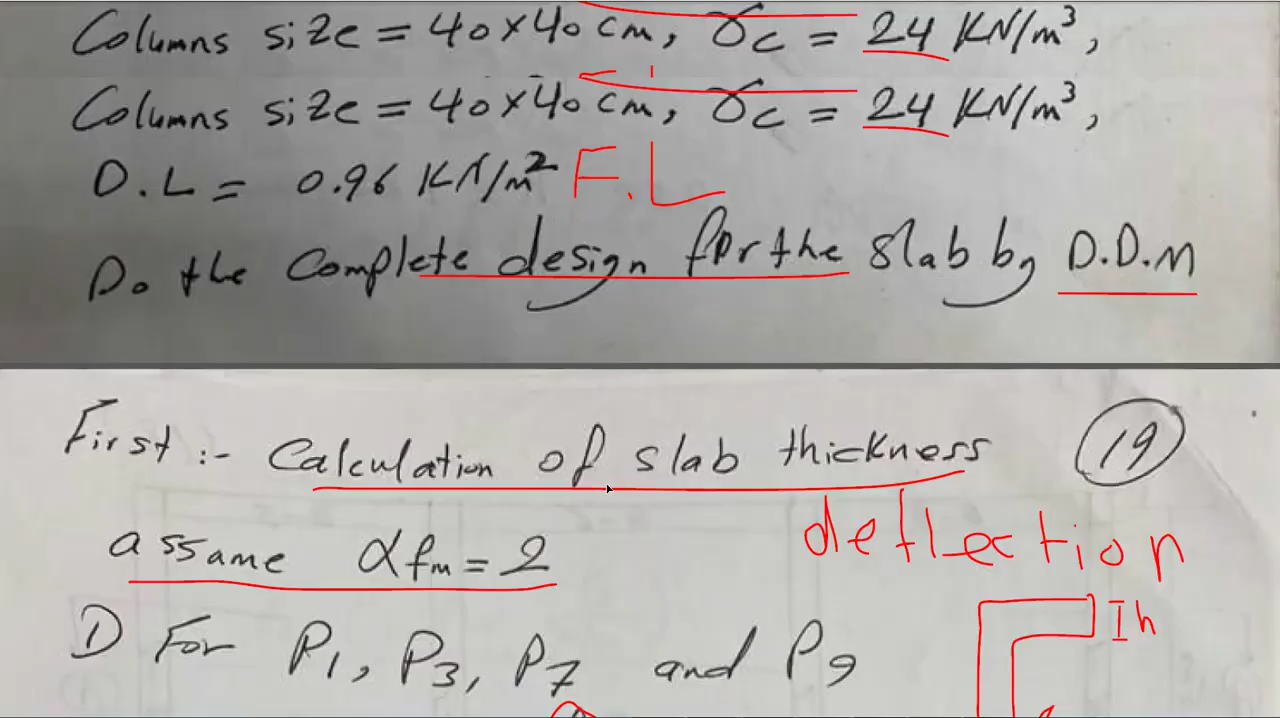 Columns size = 40×40 cm, γc = 24 KN/m³,
Columns size = 40×40 cm, γc = 24 KN/m³,
D.L = 0.96 KN/m² F.L
Do the complete design for the slab by D.D.M
First :- Calculation of slab thickness 19
deflection
assame αfm = 2
1) For P1, P3, P7 and P9
Ih